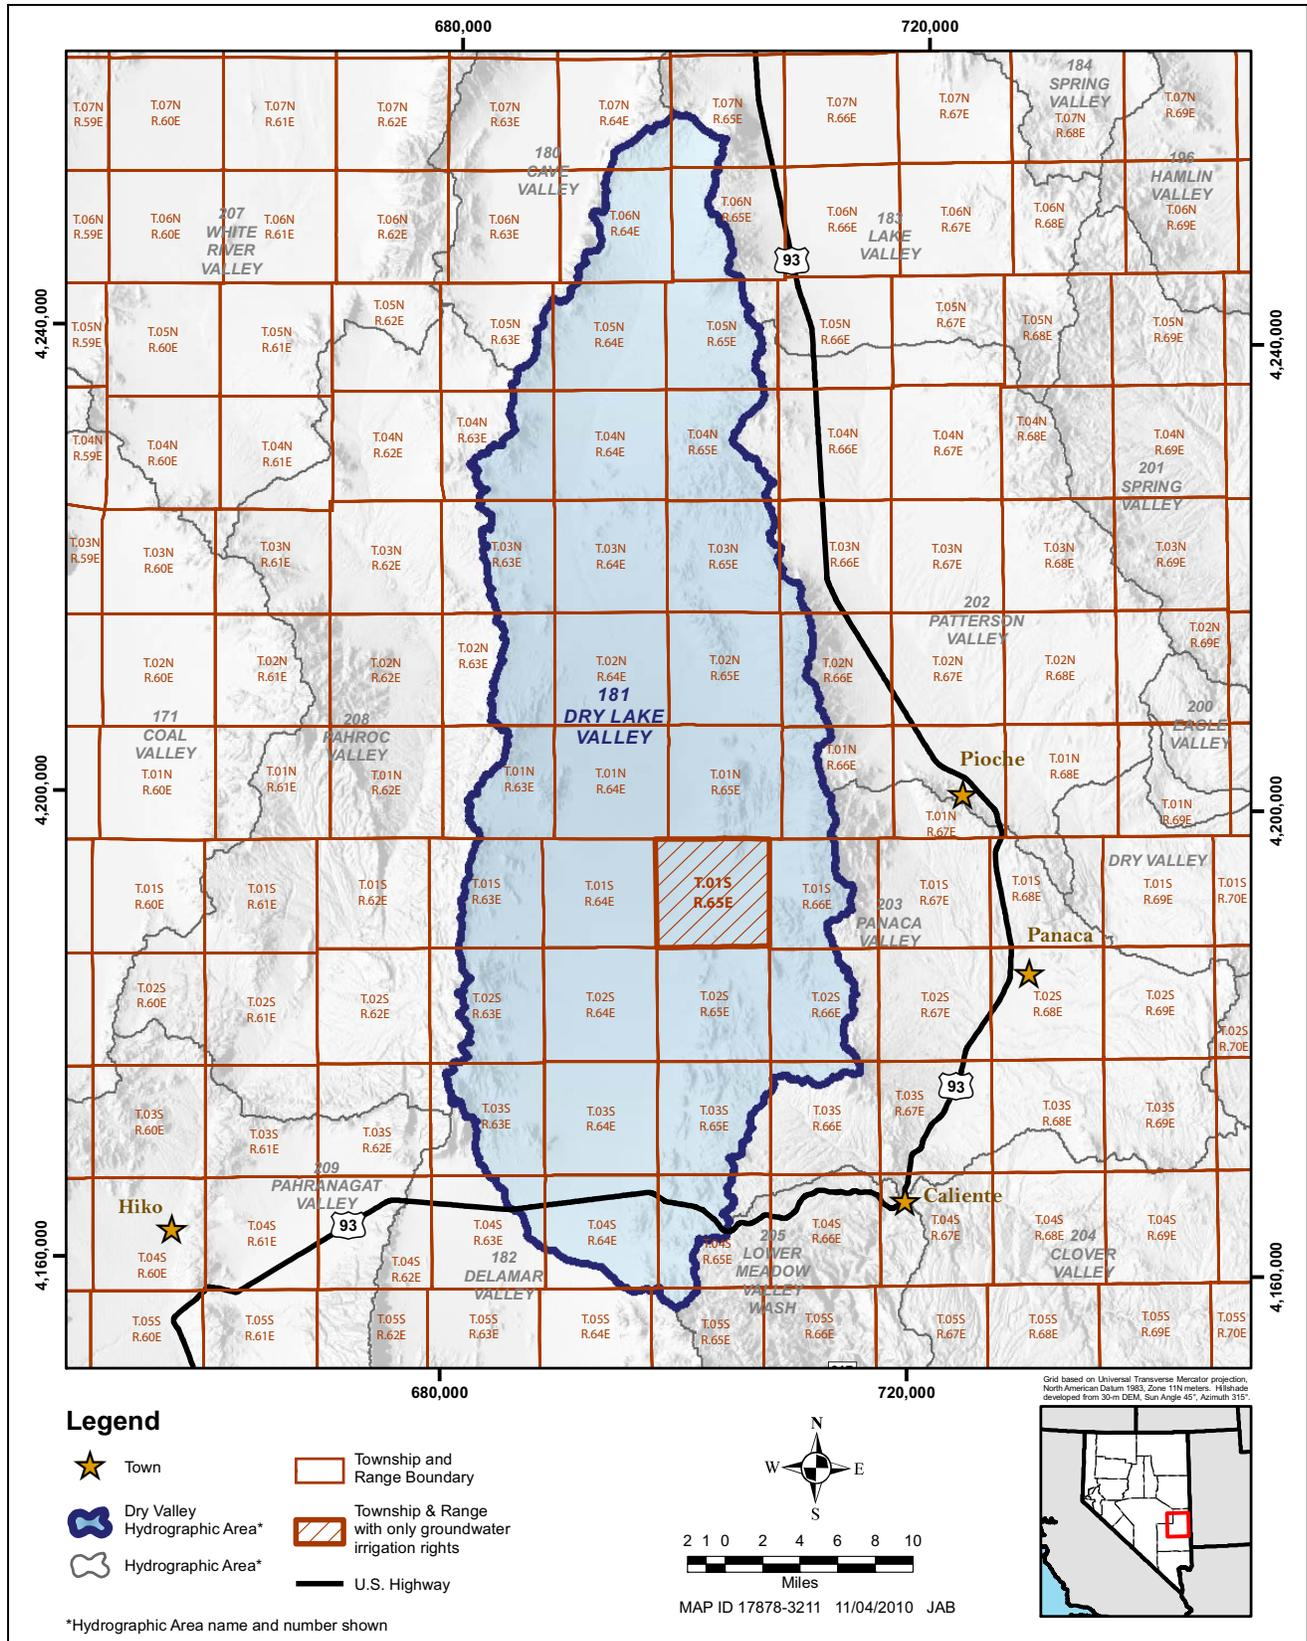 680,000
720,000
184
SPRING
VALLEY
T.07N
R.59E
T.07N
R.60E
T.07N
R.61E
T.07N
R.62E
T.07N
R.63E
T.07N
R.64E
T.07N
R.65E
T.07N
R.66E
T.07N
R.67E
T.07N
R.68E
T.07N
R.69E
180
CAVE
VALLEY
196
HAMLIN
VALLEY
T.06N
R.59E
T.06N
R.60E
207
WHITE
RIVER
VALLEY
T.06N
R.61E
T.06N
R.62E
T.06N
R.63E
T.06N
R.64E
T.06N
R.65E
T.06N
R.66E
183
LAKE
VALLEY
T.06N
R.67E
T.06N
R.68E
T.06N
R.69E
93
4,240,000
4,240,000
T.05N
R.59E
T.05N
R.60E
T.05N
R.61E
T.05N
R.62E
T.05N
R.63E
T.05N
R.64E
T.05N
R.65E
T.05N
R.66E
T.05N
R.67E
T.05N
R.68E
T.05N
R.69E
T.04N
R.59E
T.04N
R.60E
T.04N
R.61E
T.04N
R.62E
T.04N
R.63E
T.04N
R.64E
T.04N
R.65E
T.04N
R.66E
T.04N
R.67E
T.04N
R.68E
T.04N
R.69E
201
SPRING
VALLEY
T.03N
R.59E
T.03N
R.60E
T.03N
R.61E
T.03N
R.62E
T.03N
R.63E
T.03N
R.64E
T.03N
R.65E
T.03N
R.66E
T.03N
R.67E
T.03N
R.68E
T.03N
R.69E
202
PATTERSON
VALLEY
T.02N
R.60E
T.02N
R.61E
T.02N
R.62E
T.02N
R.63E
T.02N
R.64E
T.02N
R.65E
T.02N
R.66E
T.02N
R.67E
T.02N
R.68E
T.02N
R.69E
181
DRY LAKE
VALLEY
171
COAL
VALLEY
208
PAHROC
VALLEY
200
EAGLE
VALLEY
4,200,000
4,200,000
T.01N
R.60E
T.01N
R.61E
T.01N
R.62E
T.01N
R.63E
T.01N
R.64E
T.01N
R.65E
T.01N
R.66E
Pioche
T.01N
R.67E
T.01N
R.68E
T.01N
R.69E
DRY VALLEY
T.01S
R.60E
T.01S
R.61E
T.01S
R.62E
T.01S
R.63E
T.01S
R.64E
T.01S
R.65E
T.01S
R.66E
203
PANACA
VALLEY
T.01S
R.67E
T.01S
R.68E
T.01S
R.69E
T.01S
R.70E
Panaca
T.02S
R.60E
T.02S
R.61E
T.02S
R.62E
T.02S
R.63E
T.02S
R.64E
T.02S
R.65E
T.02S
R.66E
T.02S
R.67E
T.02S
R.68E
T.02S
R.69E
T.02S
R.70E
93
T.03S
R.60E
T.03S
R.61E
T.03S
R.62E
T.03S
R.63E
T.03S
R.64E
T.03S
R.65E
T.03S
R.66E
T.03S
R.67E
T.03S
R.68E
T.03S
R.69E
209
PAHRANAGAT
VALLEY
Hiko
93
Caliente
4,160,000
4,160,000
T.04S
R.60E
T.04S
R.61E
T.04S
R.62E
T.04S
R.63E
182
DELAMAR
VALLEY
T.04S
R.64E
T.04S
R.65E
205
LOWER
MEADOW
VALLEY
WASH
T.04S
R.66E
T.04S
R.67E
T.04S
R.68E
204
CLOVER
VALLEY
T.04S
R.69E
T.05S
R.60E
T.05S
R.61E
T.05S
R.62E
T.05S
R.63E
T.05S
R.64E
T.05S
R.65E
T.05S
R.66E
T.05S
R.67E
T.05S
R.68E
T.05S
R.69E
T.05S
R.70E
680,000
720,000
Grid based on Universal Transverse Mercator projection,
North American Datum 1983, Zone 11N meters. Hillshade
developed from 30-m DEM, Sun Angle 45°, Azimuth 315°.
Legend
Town
Dry Valley
Hydrographic Area*
Hydrographic Area*
Township and
Range Boundary
Township & Range
with only groundwater
irrigation rights
U.S. Highway
*Hydrographic Area name and number shown
N
W E
S
2 1 0 2 4 6 8 10
Miles
MAP ID 17878-3211 11/04/2010 JAB